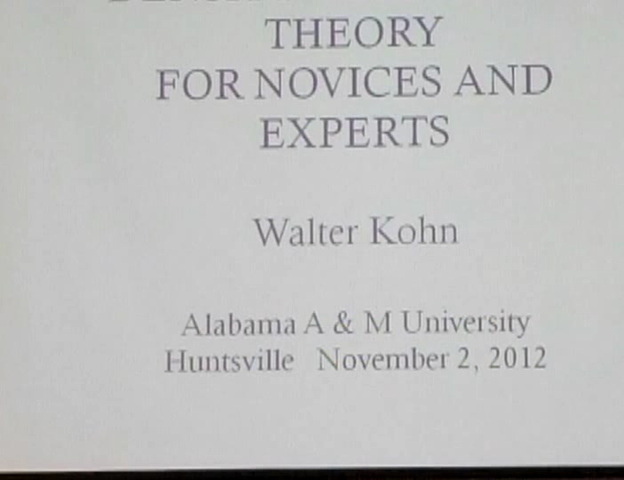 THEORY
FOR NOVICES AND
EXPERTS
Walter Kohn
Alabama A & M University
Huntsville November 2, 2012